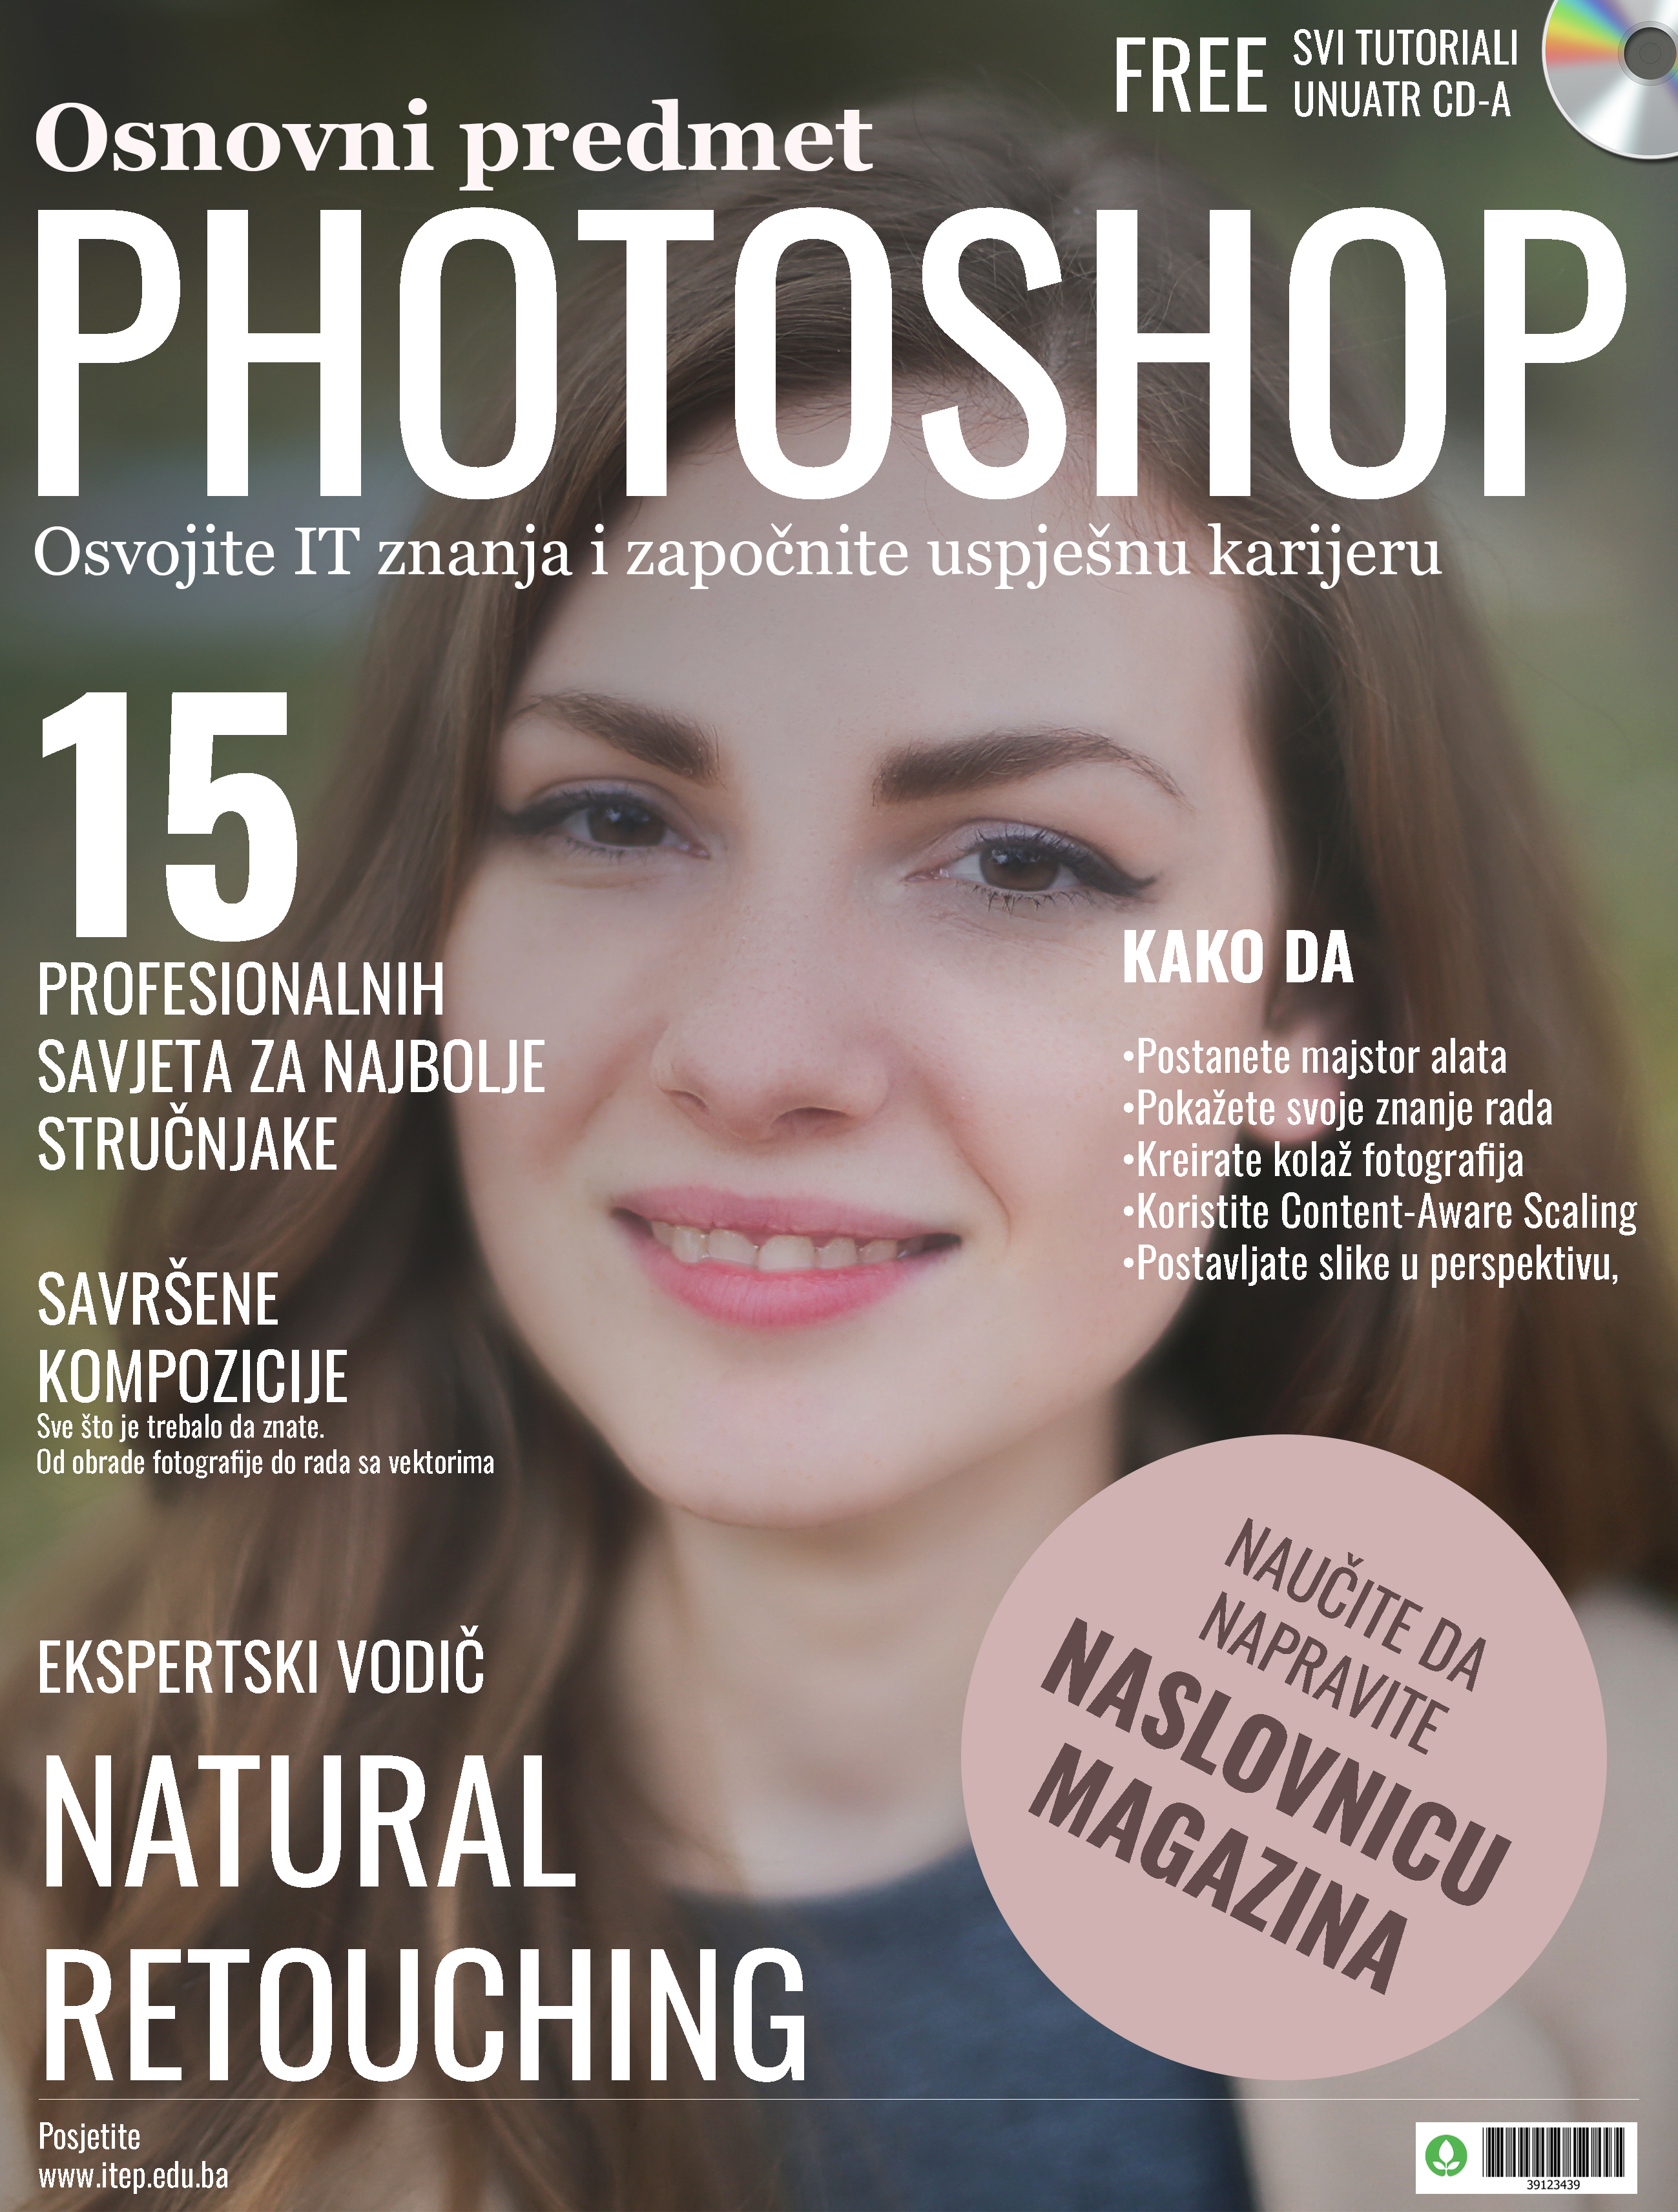 FREE
SVI TUTORIALI
UNUATR CD-A
Osnovni predmet
PHOTOSHOP
Osvojite IT znanja i započnite uspješnu karijeru
15
PROFESIONALNIH
SAVJETA ZA NAJBOLJE
STRUČNJAKE
KAKO DA
•Postanete majstor alata
•Pokažete svoje znanje rada
•Kreirate kolaž fotografija
•Koristite Content-Aware Scaling
•Postavljate slike u perspektivu,
SAVRŠENE
KOMPOZICIJE
Sve što je trebalo da znate.
Od obrade fotografije do rada sa vektorima
NAUČITE DA
NAPRAVITE
NASLOVNICU
MAGAZINA
EKSPERTSKI VODIČ
NATURAL
RETOUCHING
Posjetite
www.itep.edu.ba
39123439